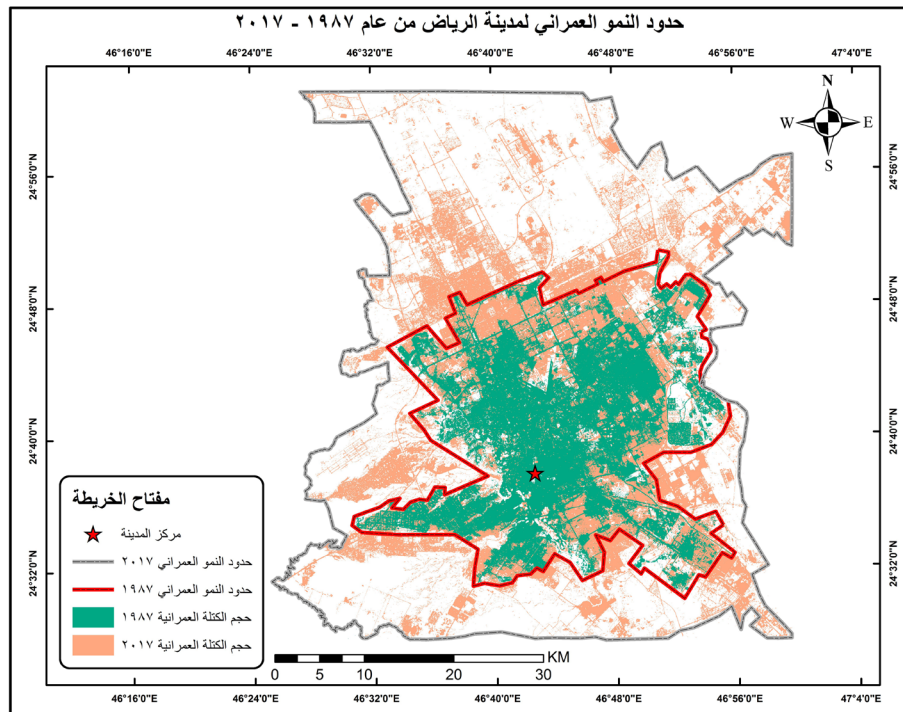 حدود النمو العمراني لمدينة الرياض من عام ١٩٨٧ - ٢٠١٧
46°16'0"E 46°24'0"E 46°32'0"E 46°40'0"E 46°48'0"E 46°56'0"E 47°4'0"E
N
W E
S
24°56'0"N 24°56'0"N
24°48'0"N 24°48'0"N
24°40'0"N 24°40'0"N
24°32'0"N 24°32'0"N
مفتاح الخريطة
مركز المدينة
حدود النمو العمراني ٢٠١٧
حدود النمو العمراني ١٩٨٧
حجم الكتلة العمرانية ١٩٨٧
حجم الكتلة العمرانية ٢٠١٧
KM
0 5 10 20 30
46°16'0"E 46°24'0"E 46°32'0"E 46°40'0"E 46°48'0"E 46°56'0"E 47°4'0"E